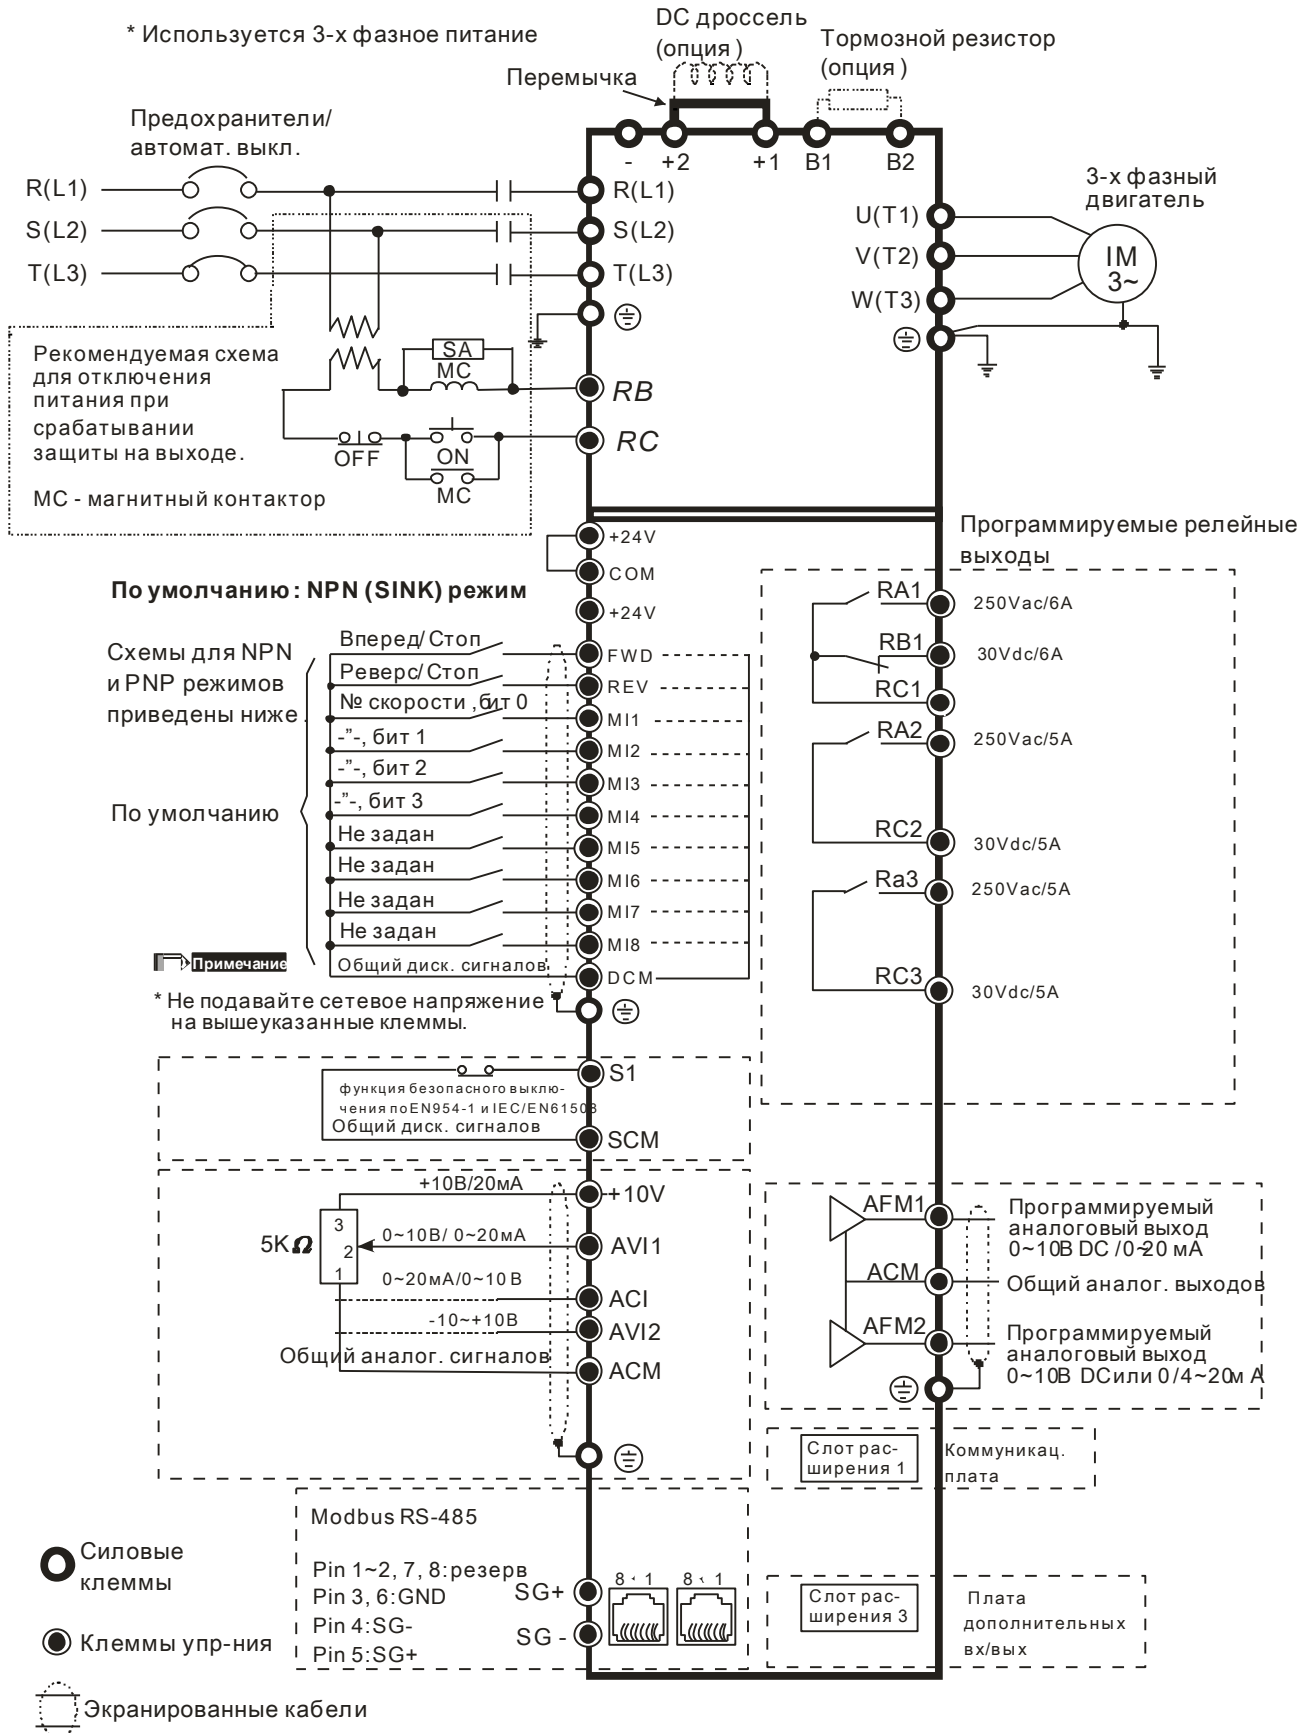 * Используется 3-х фазное питание
DC дроссель
(опция )
Тормозной резистор
(опция )
Перемычка
- +2 +1 B1 B2
Предохранители/
автомат. выкл.
R(L1)
S(L2)
T(L3)
R(L1)
S(L2)
T(L3)
U(T1)
V(T2)
W(T3)
3-х фазный
двигатель
IM
3~
Рекомендуемая схема
для отключения
питания при
срабатывании
защиты на выходе.
МС - магнитный контактор
SA
MC
OFF
ON
MC
RB
RC
+24V
COM
+24V
По умолчанию: NPN (SINK) режим
Схемы для NPN
и PNP режимов
приведены ниже .
По умолчанию
Вперед/Стоп
Реверс/Стоп
№ скорости ,бит 0
-”-, бит 1
-”-, бит 2
-”-, бит 3
Не задан
Не задан
Не задан
Не задан
Общий диск. сигналов
FWD
REV
MI1
MI2
MI3
MI4
MI5
MI6
MI7
MI8
DCM
Примечание
* Не подавайте сетевое напряжение
на вышеуказанные клеммы.
Программируемые релейные
выходы
RA1
250Vac/6A
RB1
30Vdc/6A
RC1
RA2
250Vac/5A
RC2
30Vdc/5A
Ra3
250Vac/5A
RC3
30Vdc/5A
функция безопасного выклю-
чения по EN954-1 и IEC/EN61508
Общий диск. сигналов
S1
SCM
+10В/20мА
+10V
5KΩ
3
2
1
0~10В/ 0~20мА
AVI1
0~20мА/0~10 В
ACI
-10~+10В
AVI2
Общий аналог. сигналов
ACM
AFM1
Программируемый
аналоговый выход
0~10В DC /0~20 мА
ACM
Общий аналог. выходов
AFM2
Программируемый
аналоговый выход
0~10В DCили 0/4~20м А
Слот рас-
ширения 1
Коммуникац.
плата
Слот рас-
ширения 3
Плата
дополнительных
вх/вых
Modbus RS-485
Pin 1~2, 7, 8:резерв
Pin 3, 6:GND
Pin 4:SG-
Pin 5:SG+
SG+
SG -
8 ‹ 1
8 ‹ 1
Силовые
клеммы
Клеммы упр-ния
Экранированные кабели